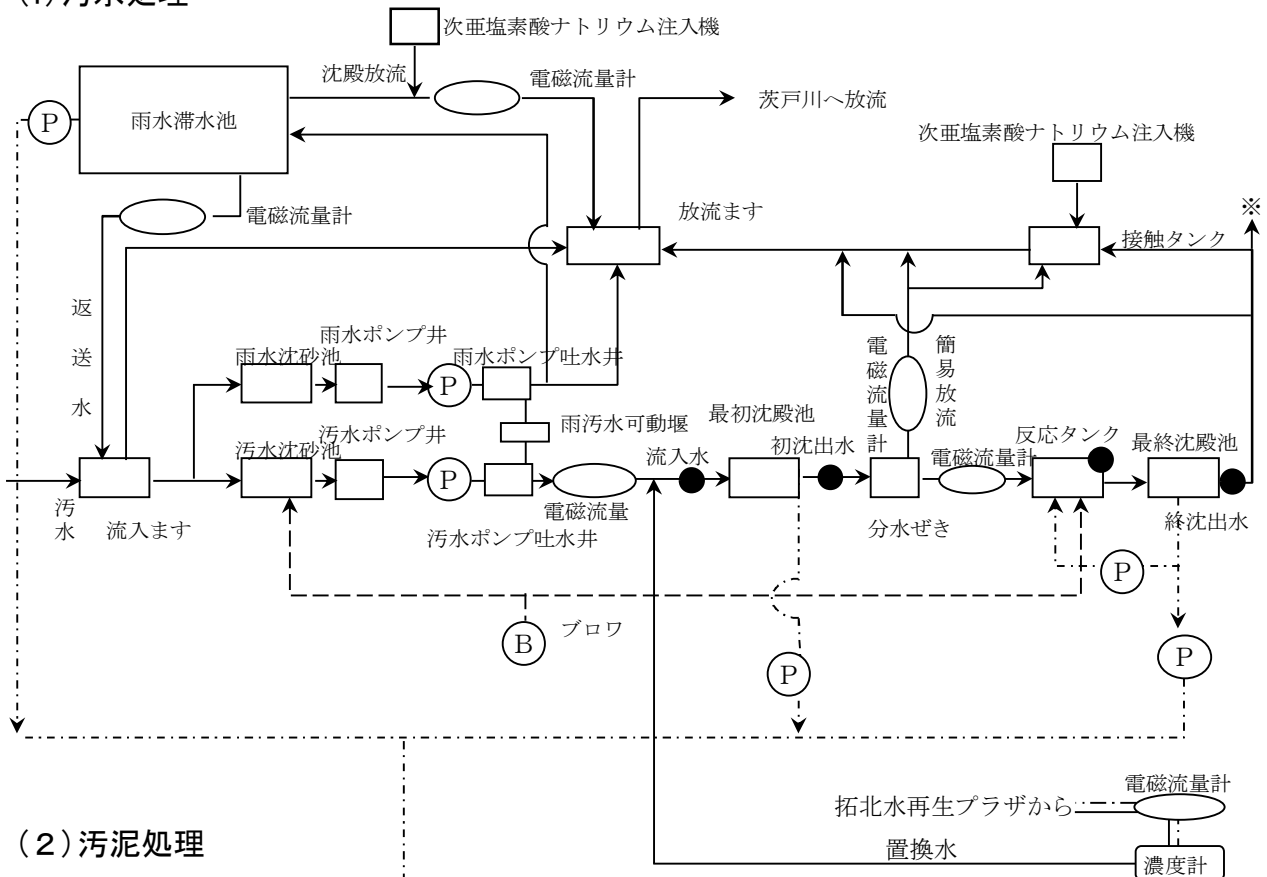 (1)汚水処理
次亜塩素酸ナトリウム注入機
沈殿放流
電磁流量計
茨戸川へ放流
P
雨水滞水池
次亜塩素酸ナトリウム注入機
電磁流量計
放流ます
接触タンク
※
返送水
雨水沈砂池
雨水ポンプ井
雨水ポンプ吐水井
P
電磁流量計
簡易放流
雨汚水可動堰
汚水沈砂池
汚水ポンプ井
P
最初沈殿池
流入水
初沈出水
電磁流量計
反応タンク
最終沈殿池
汚水
流入ます
電磁流量
汚水ポンプ吐水井
分水ぜき
終沈出水
P
B
ブロワ
P
P
電磁流量計
拓北水再生プラザから
置換水
濃度計
(2)汚泥処理